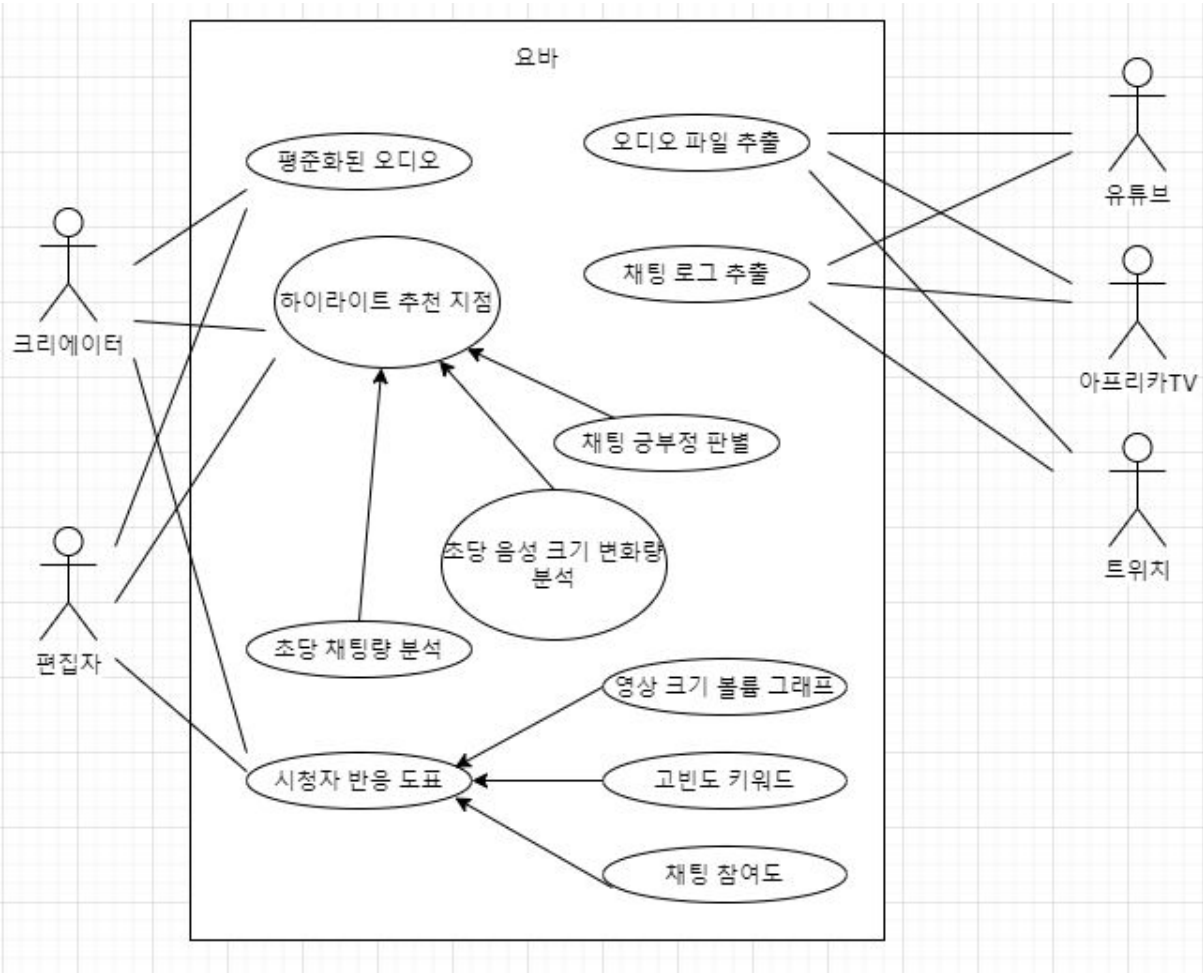 요바
평준화된 오디오
오디오 파일 추출
유튜브
하이라이트 추천 지점
채팅 로그 추출
크리에이터
아프리카TV
채팅 긍부정 판별
초당 음성 크기 변화량
분석
트위치
초당 채팅량 분석
편집자
영상 크기 볼륨 그래프
시청자 반응 도표
고빈도 키워드
채팅 참여도